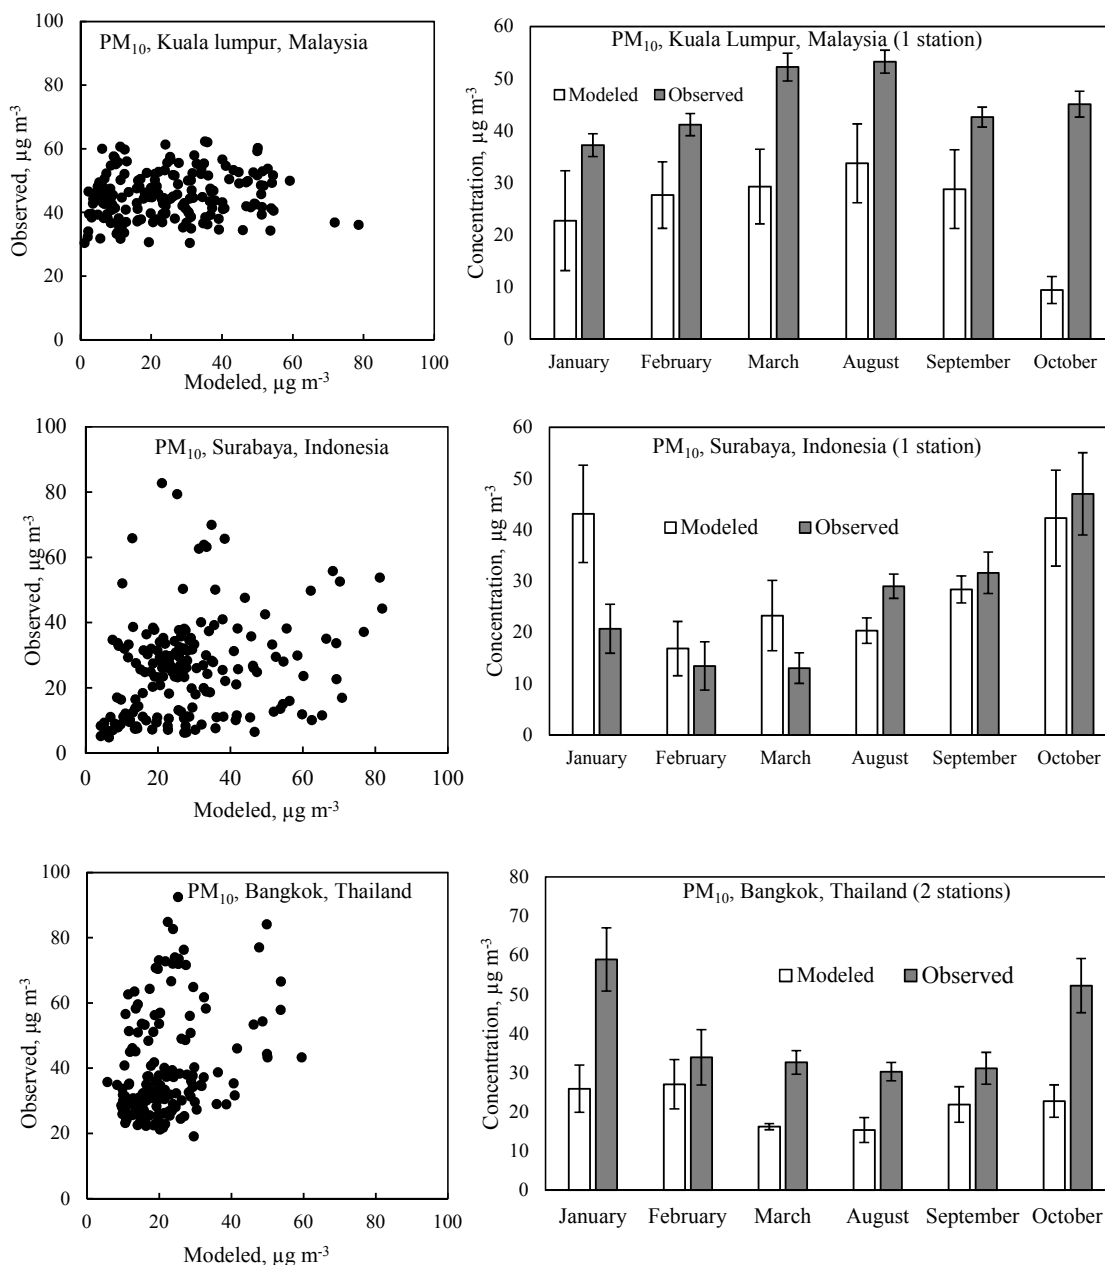 PM10, Kuala lumpur, Malaysia
100
80
60
40
20
0
Observed, µg m-3
0 20 40 60 80 100
Modeled, µg m-3
PM10, Kuala Lumpur, Malaysia (1 station)
60
50
40
30
20
10
0
Concentration, µg m-3
Modeled Observed
January February March August September October
PM10, Surabaya, Indonesia
100
80
60
40
20
0
Observed, µg m-3
0 20 40 60 80 100
Modeled, µg m-3
PM10, Surabaya, Indonesia (1 station)
60
50
40
30
20
10
0
Concentration, µg m-3
Modeled Observed
January February March August September October
PM10, Bangkok, Thailand
100
80
60
40
20
0
Observed, µg m-3
0 20 40 60 80 100
Modeled, µg m-3
PM10, Bangkok, Thailand (2 stations)
80
70
60
50
40
30
20
10
0
Concentration, µg m-3
Modeled Observed
January February March August September October